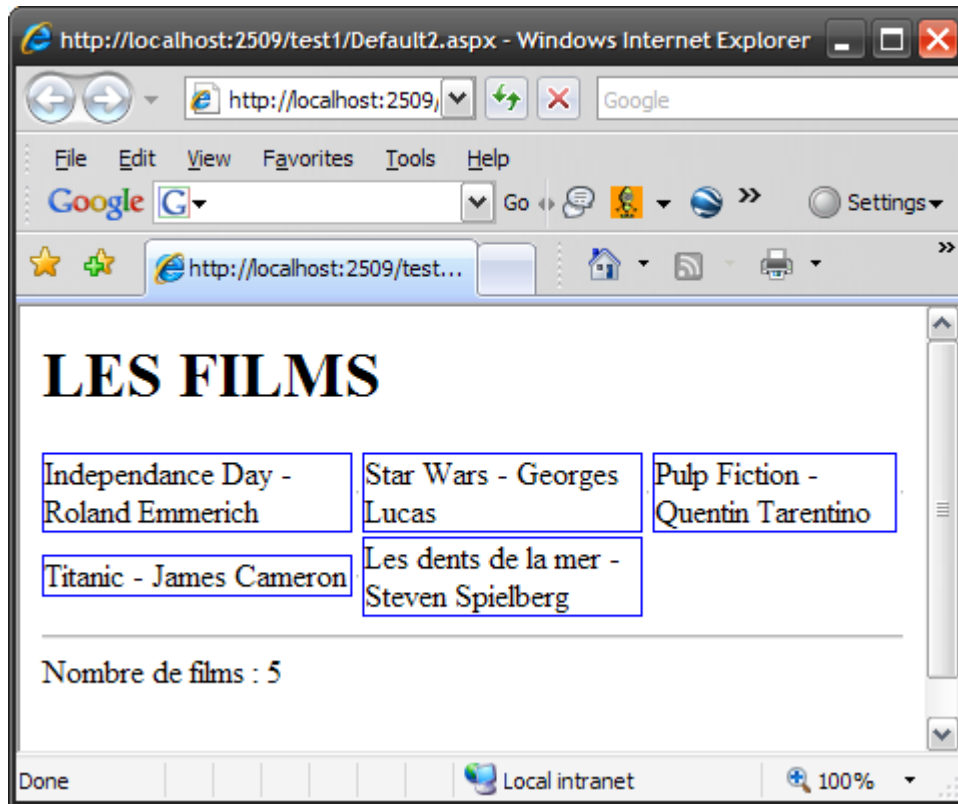 http://localhost:2509/test1/Default2.aspx - Windows Internet Explorer
http://localhost:2509/
Google
File Edit View Favorites Tools Help
Google G Go » Settings
http://localhost:2509/test... »
LES FILMS
Independance Day -
Roland Emmerich
Star Wars - Georges
Lucas
Pulp Fiction -
Quentin Tarentino
Titanic - James Cameron
Les dents de la mer -
Steven Spielberg
Nombre de films : 5
Done Local intranet 100%